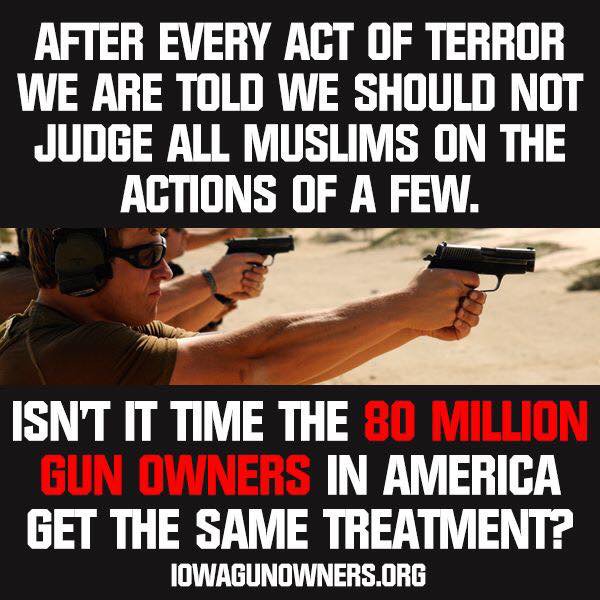 AFTER EVERY ACT OF TERROR
WE ARE TOLD WE SHOULD NOT
JUDGE ALL MUSLIMS ON THE
ACTIONS OF A FEW.
ISN'T IT TIME THE 80 MILLION
GUN OWNERS IN AMERICA
GET THE SAME TREATMENT?
IOWAGUNOWNERS.ORG